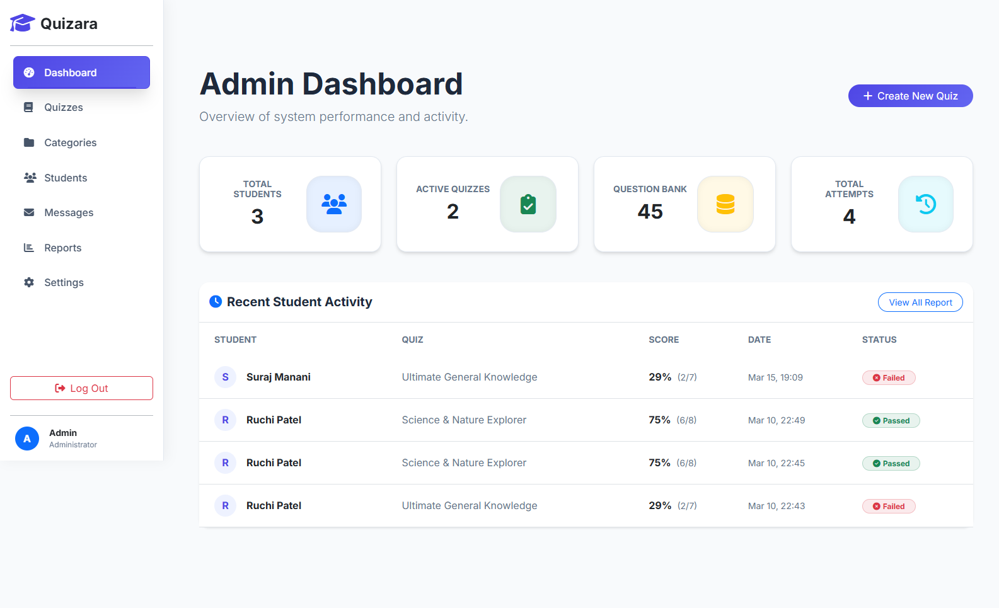 Quizara
Dashboard
Quizzes
Categories
Students
Messages
Reports
Settings
Log Out
A
Admin
Administrator
Admin Dashboard
Overview of system performance and activity.
Create New Quiz
TOTAL
STUDENTS
3
ACTIVE QUIZZES
2
QUESTION BANK
45
TOTAL
ATTEMPTS
4
Recent Student Activity
View All Report
STUDENT QUIZ SCORE DATE STATUS
S Suraj Manani Ultimate General Knowledge 29% (2/7) Mar 15, 19:09 Failed
R Ruchi Patel Science & Nature Explorer 75% (6/8) Mar 10, 22:49 Passed
R Ruchi Patel Science & Nature Explorer 75% (6/8) Mar 10, 22:45 Passed
R Ruchi Patel Ultimate General Knowledge 29% (2/7) Mar 10, 22:43 Failed